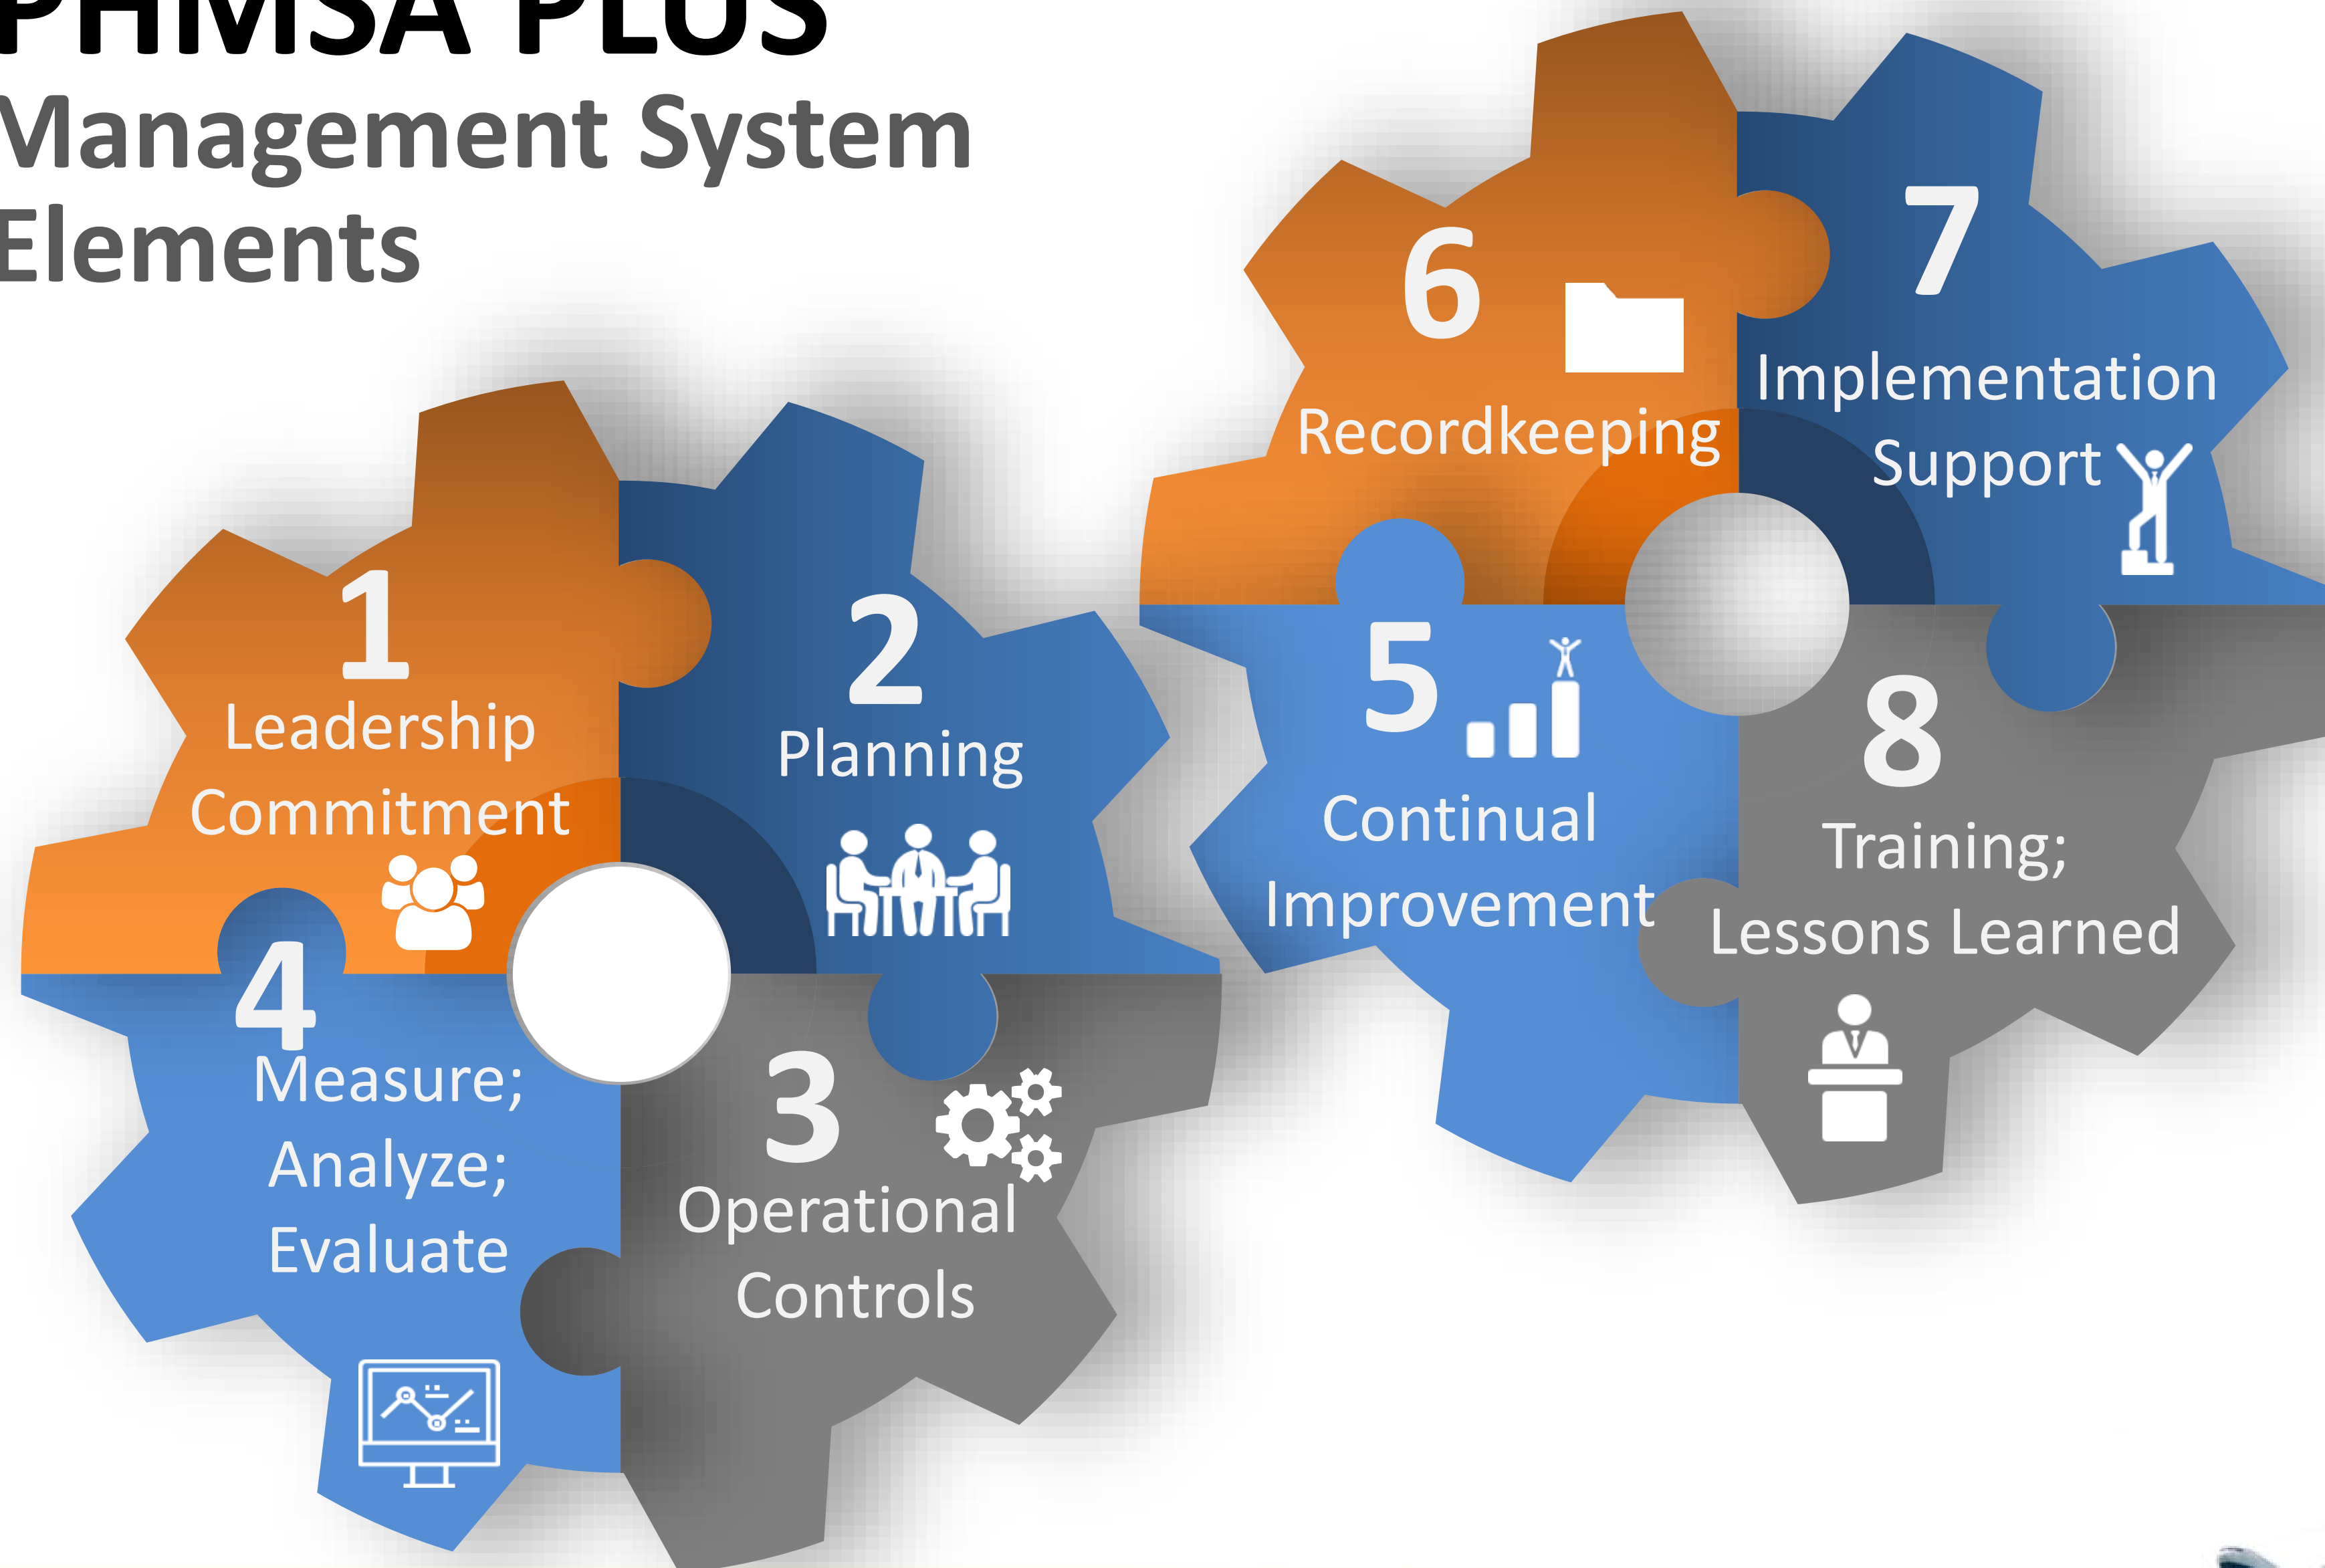 PHMSA PLUS
Management System
Elements
1
Leadership
Commitment
2
Planning
3
Operational
Controls
4
Measure;
Analyze;
Evaluate
5
Continual
Improvement
6
Recordkeeping
7
Implementation
Support
8
Training;
Lessons Learned